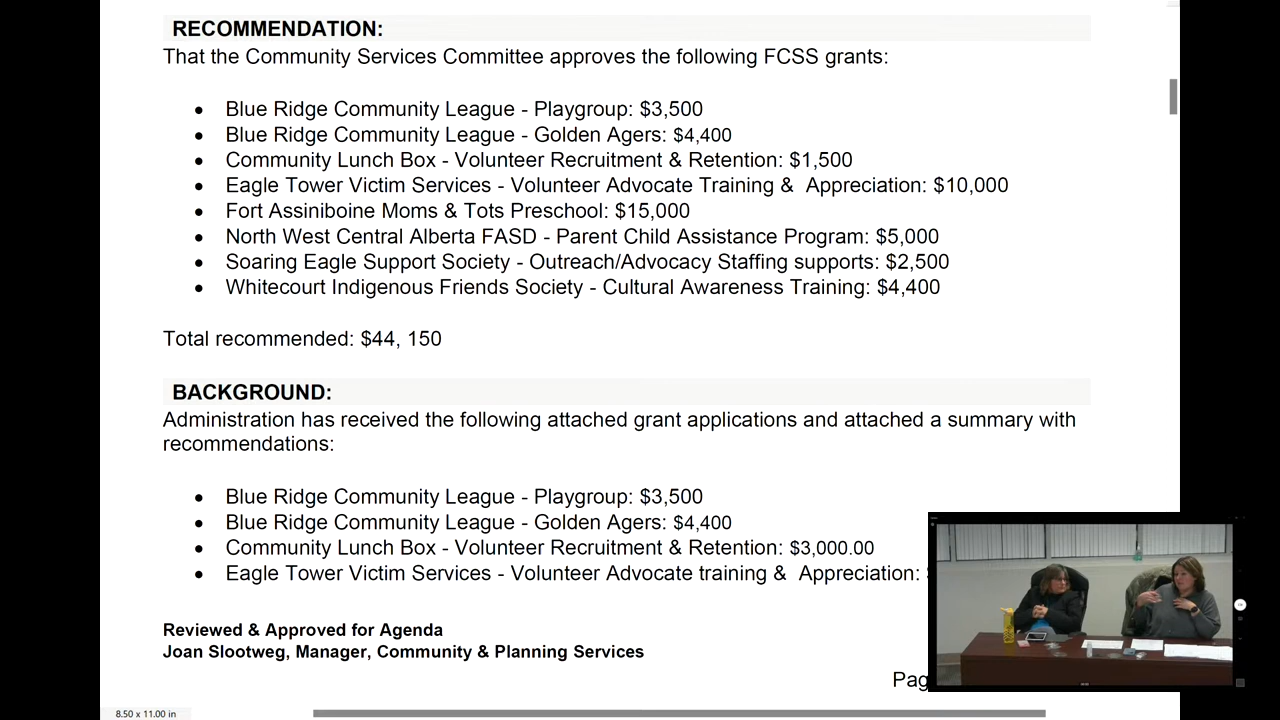 RECOMMENDATION:
That the Community Services Committee approves the following FCSS grants:
• Blue Ridge Community League - Playgroup: $3,500
• Blue Ridge Community League - Golden Agers: $4,400
• Community Lunch Box - Volunteer Recruitment & Retention: $1,500
• Eagle Tower Victim Services - Volunteer Advocate Training & Appreciation: $10,000
• Fort Assiniboine Moms & Tots Preschool: $15,000
• North West Central Alberta FASD - Parent Child Assistance Program: $5,000
• Soaring Eagle Support Society - Outreach/Advocacy Staffing supports: $2,500
• Whitecourt Indigenous Friends Society - Cultural Awareness Training: $4,400
Total recommended: $44, 150
BACKGROUND:
Administration has received the following attached grant applications and attached a summary with
recommendations:
• Blue Ridge Community League - Playgroup: $3,500
• Blue Ridge Community League - Golden Agers: $4,400
• Community Lunch Box - Volunteer Recruitment & Retention: $3,000.00
• Eagle Tower Victim Services - Volunteer Advocate training & Appreciation:
Reviewed & Approved for Agenda
Joan Slootweg, Manager, Community & Planning Services
Pag
8.50 x 11.00 in